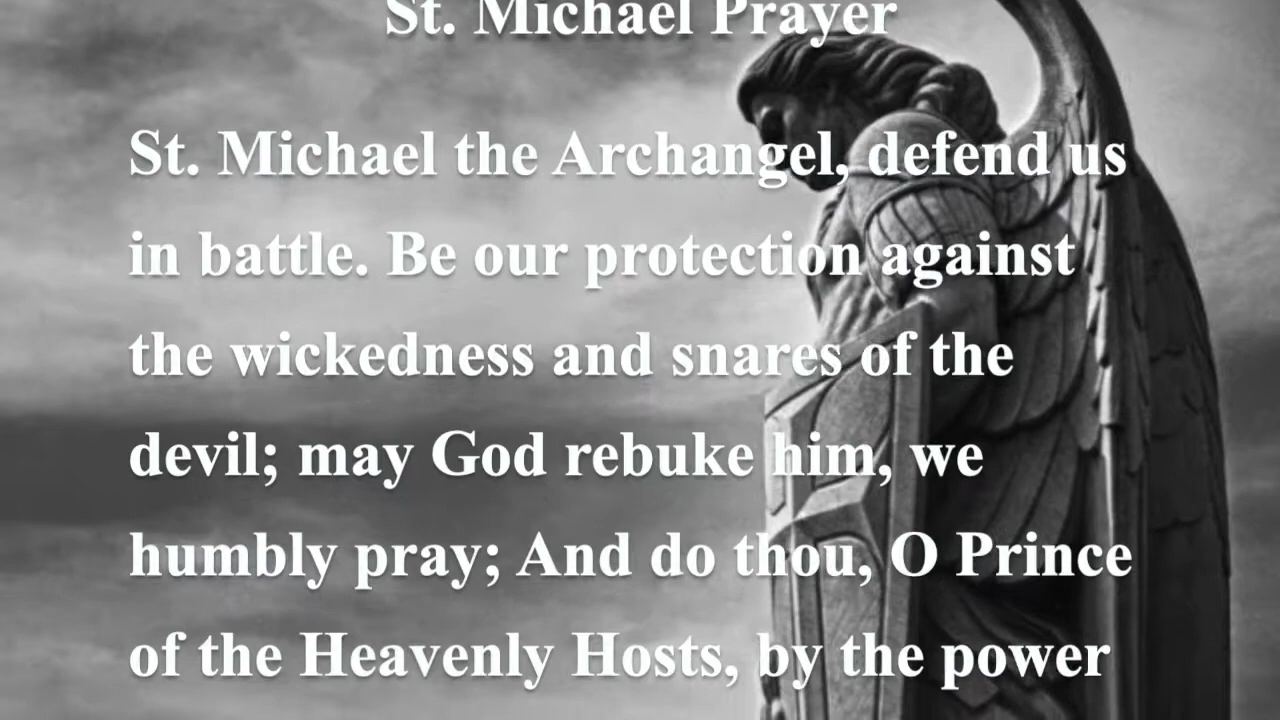 St. Michael Prayer
St. Michael the Archangel, defend us
in battle. Be our protection against
the wickedness and snares of the
devil; may God rebuke him, we
humbly pray; And do thou, O Prince
of the Heavenly Hosts, by the power